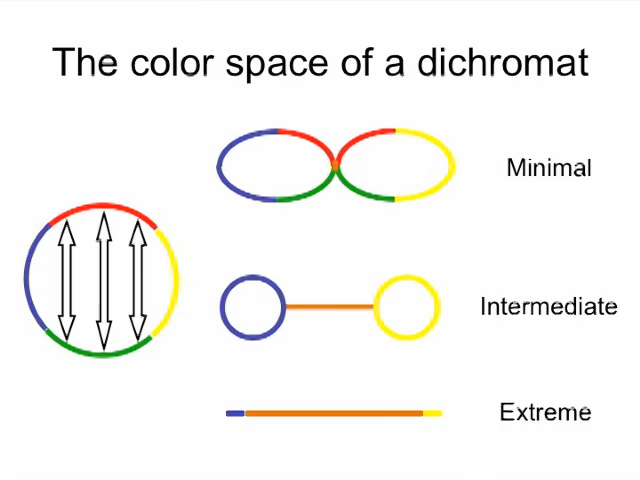 The color space of a dichromat
Minimal
Intermediate
Extreme